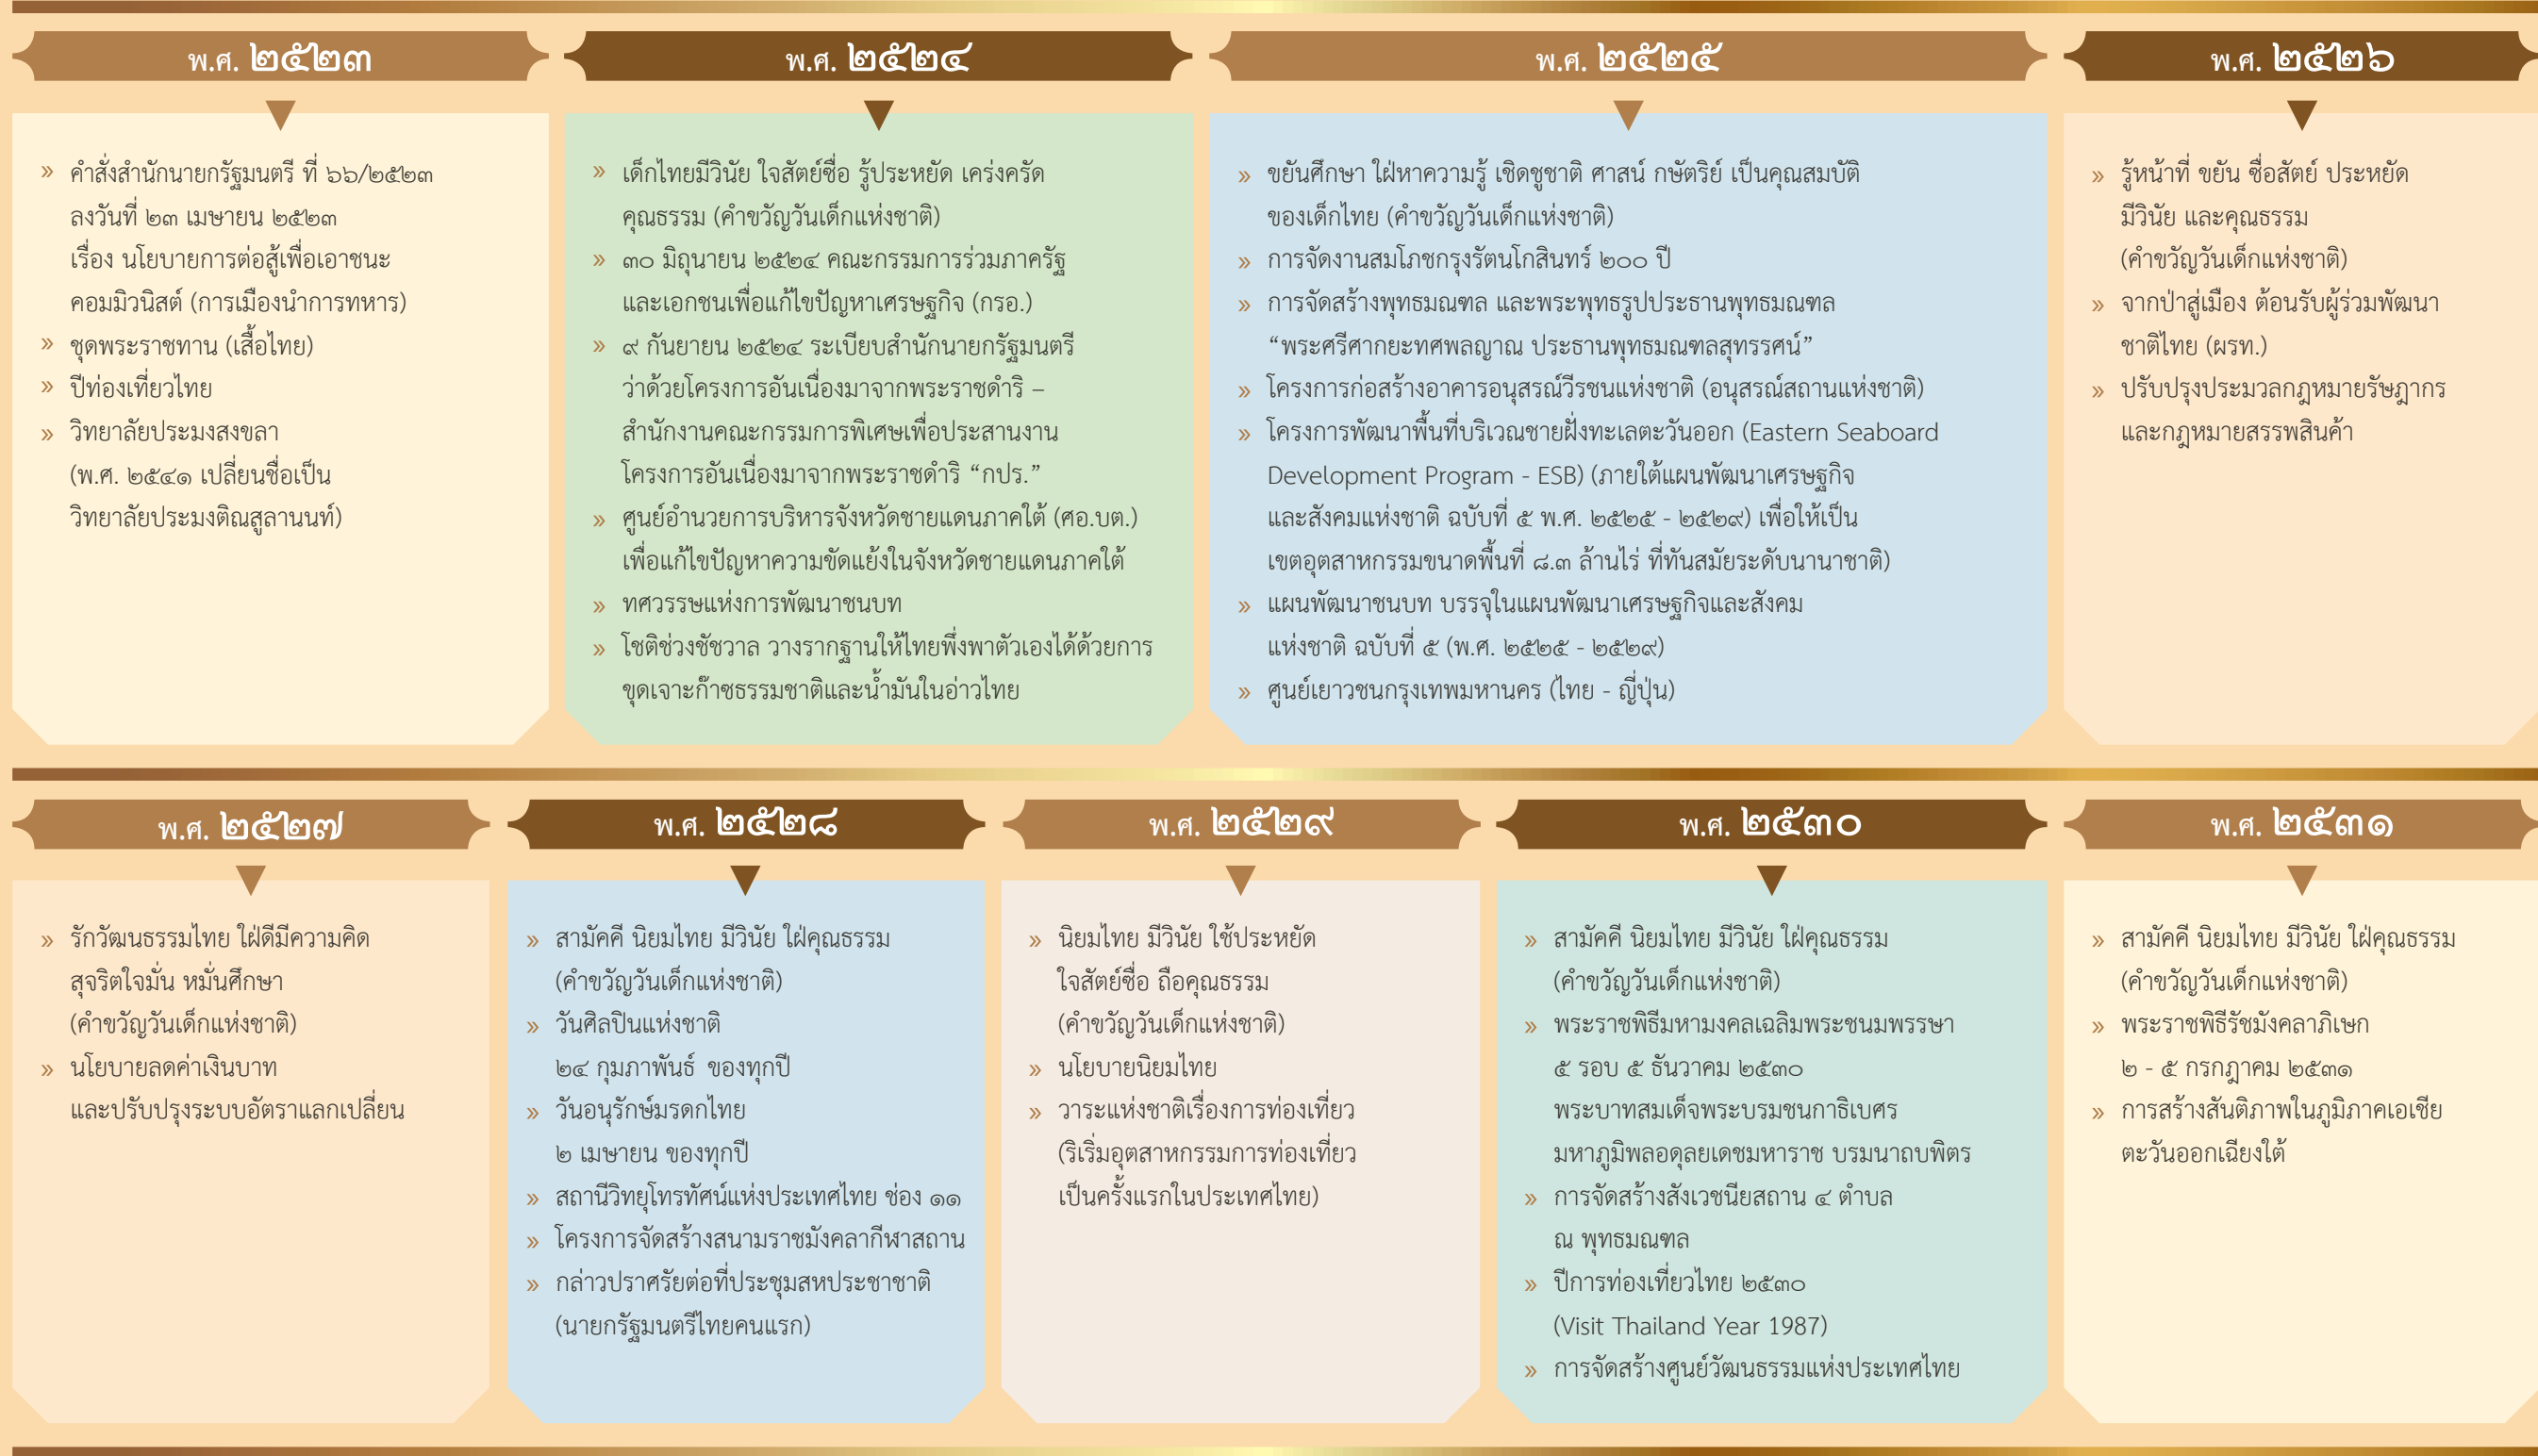 พ.ศ. ๒๕๒๓
» คำสั่งสำนักนายกรัฐมนตรี ที่ ๖๖/๒๕๒๓
ลงวันที่ ๒๓ เมษายน ๒๕๒๓
เรื่อง นโยบายการต่อสู้เพื่อเอาชนะ
คอมมิวนิสต์ (การเมืองนำการทหาร)
» ชุดพระราชทาน (เสื้อไทย)
» ปีท่องเที่ยวไทย
» วิทยาลัยประมงสงขลา
(พ.ศ. ๒๕๔๑ เปลี่ยนชื่อเป็น
วิทยาลัยประมงติณสูลานนท์)
พ.ศ. ๒๕๒๔
» เด็กไทยมีวินัย ใจสัตย์ซื่อ รู้ประหยัด เคร่งครัด
คุณธรรม (คำขวัญวันเด็กแห่งชาติ)
» ๓๐ มิถุนายน ๒๕๒๔ คณะกรรมการร่วมภาครัฐ
และเอกชนเพื่อแก้ไขปัญหาเศรษฐกิจ (กรอ.)
» ๙ กันยายน ๒๕๒๔ ระเบียบสำนักนายกรัฐมนตรี
ว่าด้วยโครงการอันเนื่องมาจากพระราชดำริ –
สำนักงานคณะกรรมการพิเศษเพื่อประสานงาน
โครงการอันเนื่องมาจากพระราชดำริ “กปร.”
» ศูนย์อำนวยการบริหารจังหวัดชายแดนภาคใต้ (ศอ.บต.)
เพื่อแก้ไขปัญหาความขัดแย้งในจังหวัดชายแดนภาคใต้
» ทศวรรษแห่งการพัฒนาชนบท
» โชติช่วงชัชวาล วางรากฐานให้ไทยพึ่งพาตัวเองได้ด้วยการ
ขุดเจาะก๊าซธรรมชาติและน้ำมันในอ่าวไทย
พ.ศ. ๒๕๒๕
» ขยันศึกษา ใฝ่หาความรู้ เชิดชูชาติ ศาสน์ กษัตริย์ เป็นคุณสมบัติ
ของเด็กไทย (คำขวัญวันเด็กแห่งชาติ)
» การจัดงานสมโภชกรุงรัตนโกสินทร์ ๒๐๐ ปี
» การจัดสร้างพุทธมณฑล และพระพุทธรูปประธานพุทธมณฑล
“พระศรีศากยะทศพลญาณ ประธานพุทธมณฑลสุทรรศน์”
» โครงการก่อสร้างอาคารอนุสรณ์วีรชนแห่งชาติ (อนุสรณ์สถานแห่งชาติ)
» โครงการพัฒนาพื้นที่บริเวณชายฝั่งทะเลตะวันออก (Eastern Seaboard
Development Program - ESB) (ภายใต้แผนพัฒนาเศรษฐกิจ
และสังคมแห่งชาติ ฉบับที่ ๕ พ.ศ. ๒๕๒๕ - ๒๕๒๙) เพื่อให้เป็น
เขตอุตสาหกรรมขนาดพื้นที่ ๘.๓ ล้านไร่ ที่ทันสมัยระดับนานาชาติ)
» แผนพัฒนาชนบท บรรจุในแผนพัฒนาเศรษฐกิจและสังคม
แห่งชาติ ฉบับที่ ๕ (พ.ศ. ๒๕๒๕ - ๒๕๒๙)
» ศูนย์เยาวชนกรุงเทพมหานคร (ไทย - ญี่ปุ่น)
พ.ศ. ๒๕๒๖
» รู้หน้าที่ ขยัน ซื่อสัตย์ ประหยัด
มีวินัย และคุณธรรม
(คำขวัญวันเด็กแห่งชาติ)
» จากป่าสู่เมือง ต้อนรับผู้ร่วมพัฒนา
ชาติไทย (ผรท.)
» ปรับปรุงประมวลกฎหมายรัษฎากร
และกฎหมายสรรพสินค้า
พ.ศ. ๒๕๒๗
» รักวัฒนธรรมไทย ใฝ่ดีมีความคิด
สุจริตใจมั่น หมั่นศึกษา
(คำขวัญวันเด็กแห่งชาติ)
» นโยบายลดค่าเงินบาท
และปรับปรุงระบบอัตราแลกเปลี่ยน
พ.ศ. ๒๕๒๘
» สามัคคี นิยมไทย มีวินัย ใฝ่คุณธรรม
(คำขวัญวันเด็กแห่งชาติ)
» วันศิลปินแห่งชาติ
๒๔ กุมภาพันธ์ ของทุกปี
» วันอนุรักษ์มรดกไทย
๒ เมษายน ของทุกปี
» สถานีวิทยุโทรทัศน์แห่งประเทศไทย ช่อง ๑๑
» โครงการจัดสร้างสนามราชมังคลากีฬาสถาน
» กล่าวปราศรัยต่อที่ประชุมสหประชาชาติ
(นายกรัฐมนตรีไทยคนแรก)
พ.ศ. ๒๕๒๙
» นิยมไทย มีวินัย ใช้ประหยัด
ใจสัตย์ซื่อ ถือคุณธรรม
(คำขวัญวันเด็กแห่งชาติ)
» นโยบายนิยมไทย
» วาระแห่งชาติเรื่องการท่องเที่ยว
(ริเริ่มอุตสาหกรรมการท่องเที่ยว
เป็นครั้งแรกในประเทศไทย)
พ.ศ. ๒๕๓๐
» สามัคคี นิยมไทย มีวินัย ใฝ่คุณธรรม
(คำขวัญวันเด็กแห่งชาติ)
» พระราชพิธีมหามงคลเฉลิมพระชนมพรรษา
๕ รอบ ๕ ธันวาคม ๒๕๓๐
พระบาทสมเด็จพระบรมชนกาธิเบศร
มหาภูมิพลอดุลยเดชมหาราช บรมนาถบพิตร
» การจัดสร้างสังเวชนียสถาน ๔ ตำบล
ณ พุทธมณฑล
» ปีการท่องเที่ยวไทย ๒๕๓๐
(Visit Thailand Year 1987)
» การจัดสร้างศูนย์วัฒนธรรมแห่งประเทศไทย
พ.ศ. ๒๕๓๑
» สามัคคี นิยมไทย มีวินัย ใฝ่คุณธรรม
(คำขวัญวันเด็กแห่งชาติ)
» พระราชพิธีรัชมังคลาภิเษก
๒ - ๕ กรกฎาคม ๒๕๓๑
» การสร้างสันติภาพในภูมิภาคเอเชีย
ตะวันออกเฉียงใต้